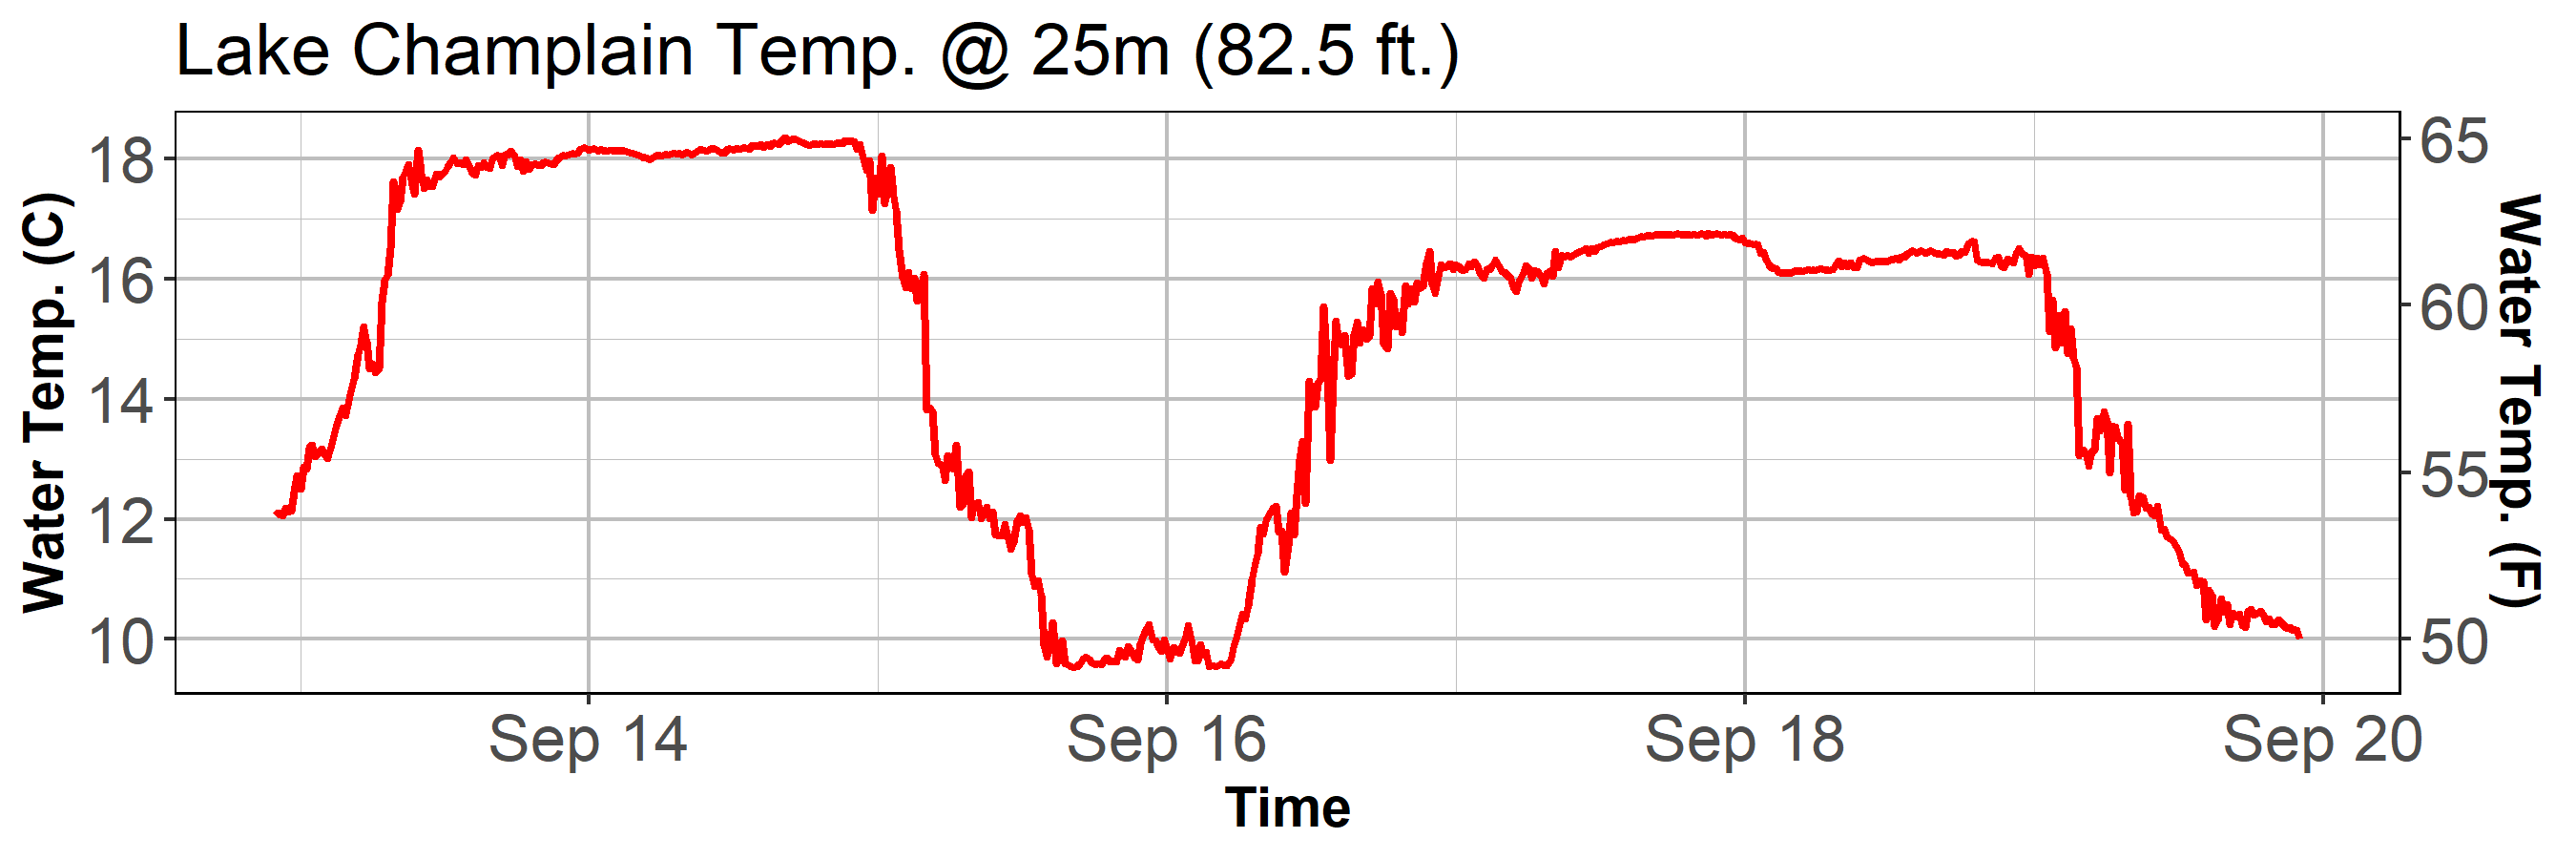 Lake Champlain Temp. @ 25m (82.5 ft.)
Water Temp. (C)
18
16
14
12
10
65
60
55
50
Water Temp. (F)
Sep 14
Sep 16
Sep 18
Sep 20
Time